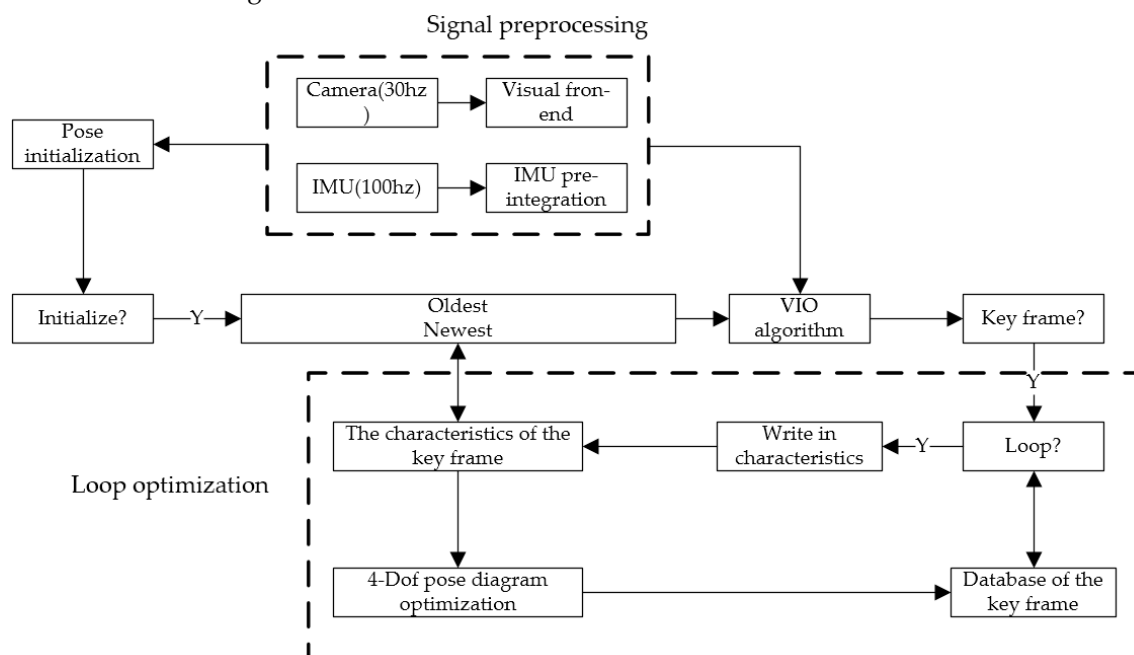 Signal preprocessing
Camera(30hz
)
Visual fron-
end
Pose
initialization
IMU(100hz)
IMU pre-
integration
Initialize?
Y
Oldest
Newest
VIO
algorithm
Key frame?
Y
The characteristics of the
key frame
Write in
characteristics
Y
Loop?
Loop optimization
4-Dof pose diagram
optimization
Database of the
key frame